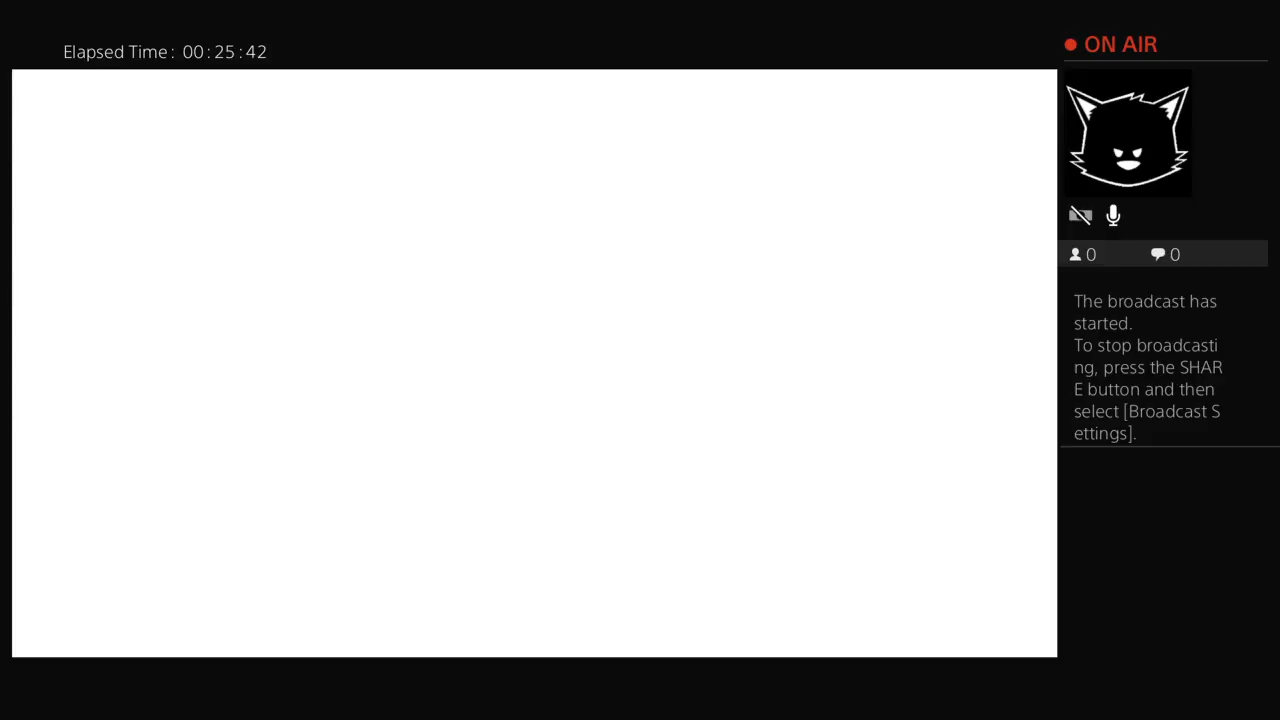 Elapsed Time: 00:25:42
ON AIR
0 0
The broadcast has
started.
To stop broadcasti
ng, press the SHAR
E button and then
select [Broadcast S
ettings].